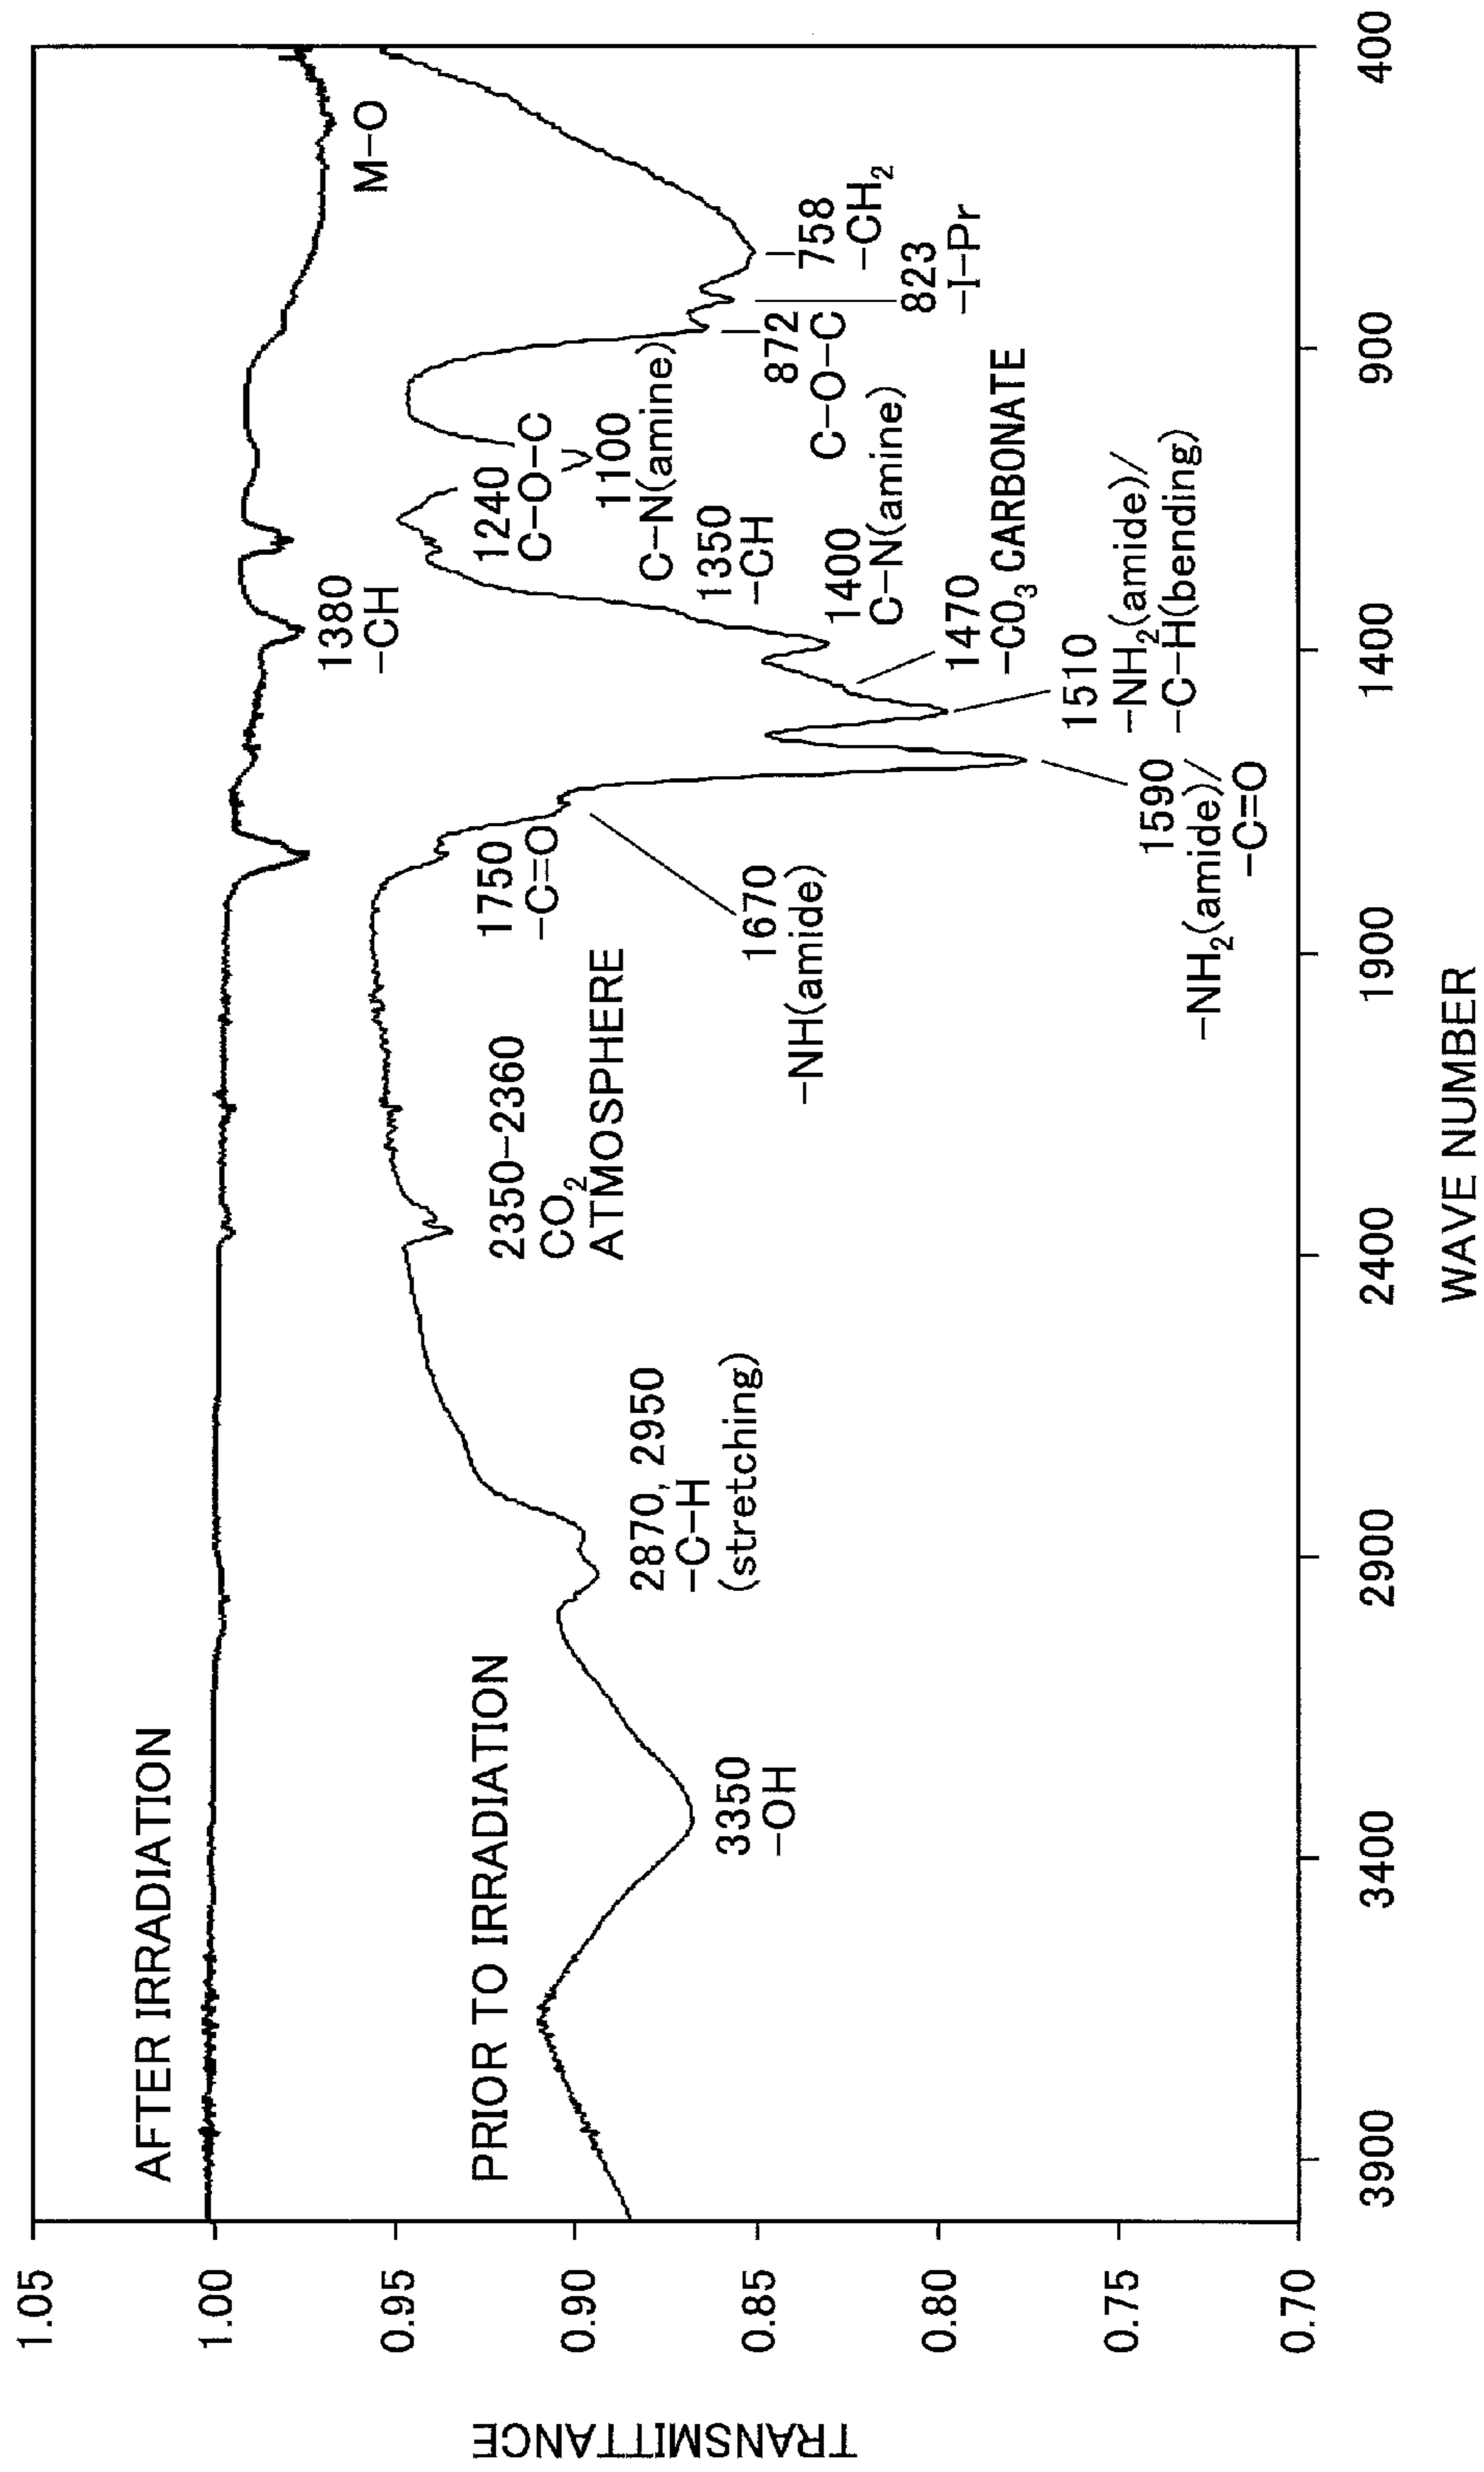 AFTER IRRADIATION
PRIOR TO IRRADIATION
3350
-OH
2870, 2950
-C-H
(stretching)
2350-2360
CO2
ATMOSPHERE
1750
-C=O
1670
-NH(amide)
1590
-NH2(amide)/
-C=O
1510
-NH2(amide)/
-C-H(bending)
1470
-CO3 CARBONATE
1400
C-N(amine)
1350
-CH
1380
-CH
1240
C-O-C
1100
C-N(amine)
872
C-O-C
823
-I-Pr
758
-CH2
M-O
TRANSMITTANCE
1.05
1.00
0.95
0.90
0.85
0.80
0.75
0.70
3900
3400
2900
2400
1900
1400
900
400
WAVE NUMBER